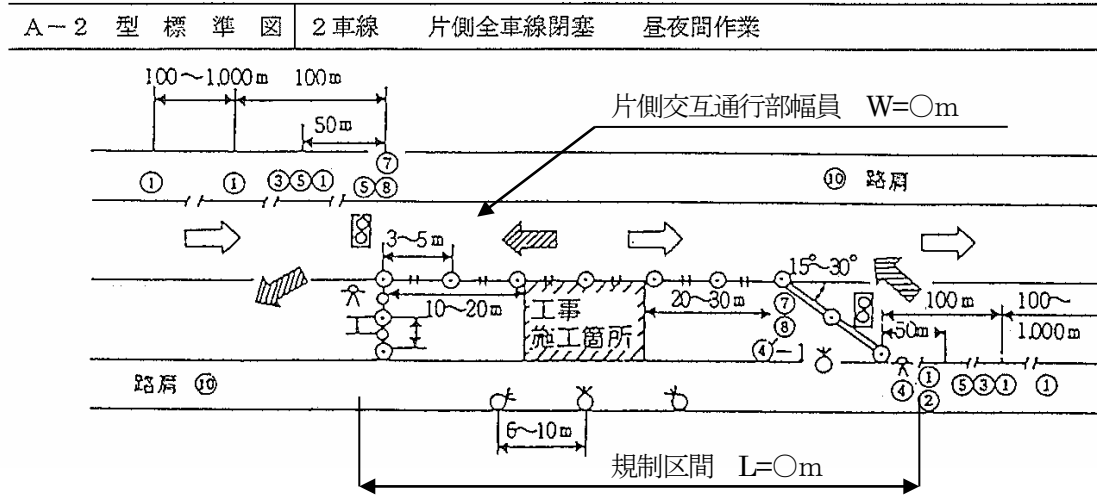 A－2 型 標 準 図 2車線 片側全車線閉塞 昼夜間作業
100～1,000m 100m
50m
片側交互通行部幅員 W=○m
⑦
① ① ③⑤① ⑤⑧
⑩ 路肩
3～5m
15°～30°
10～20m
工事
施工箇所
20～30m
⑦
⑧
④
100m 100～
1,000m
50m
路肩 ⑩
④ ① ⑤③① ①
②
6～10m
規制区間 L=○m